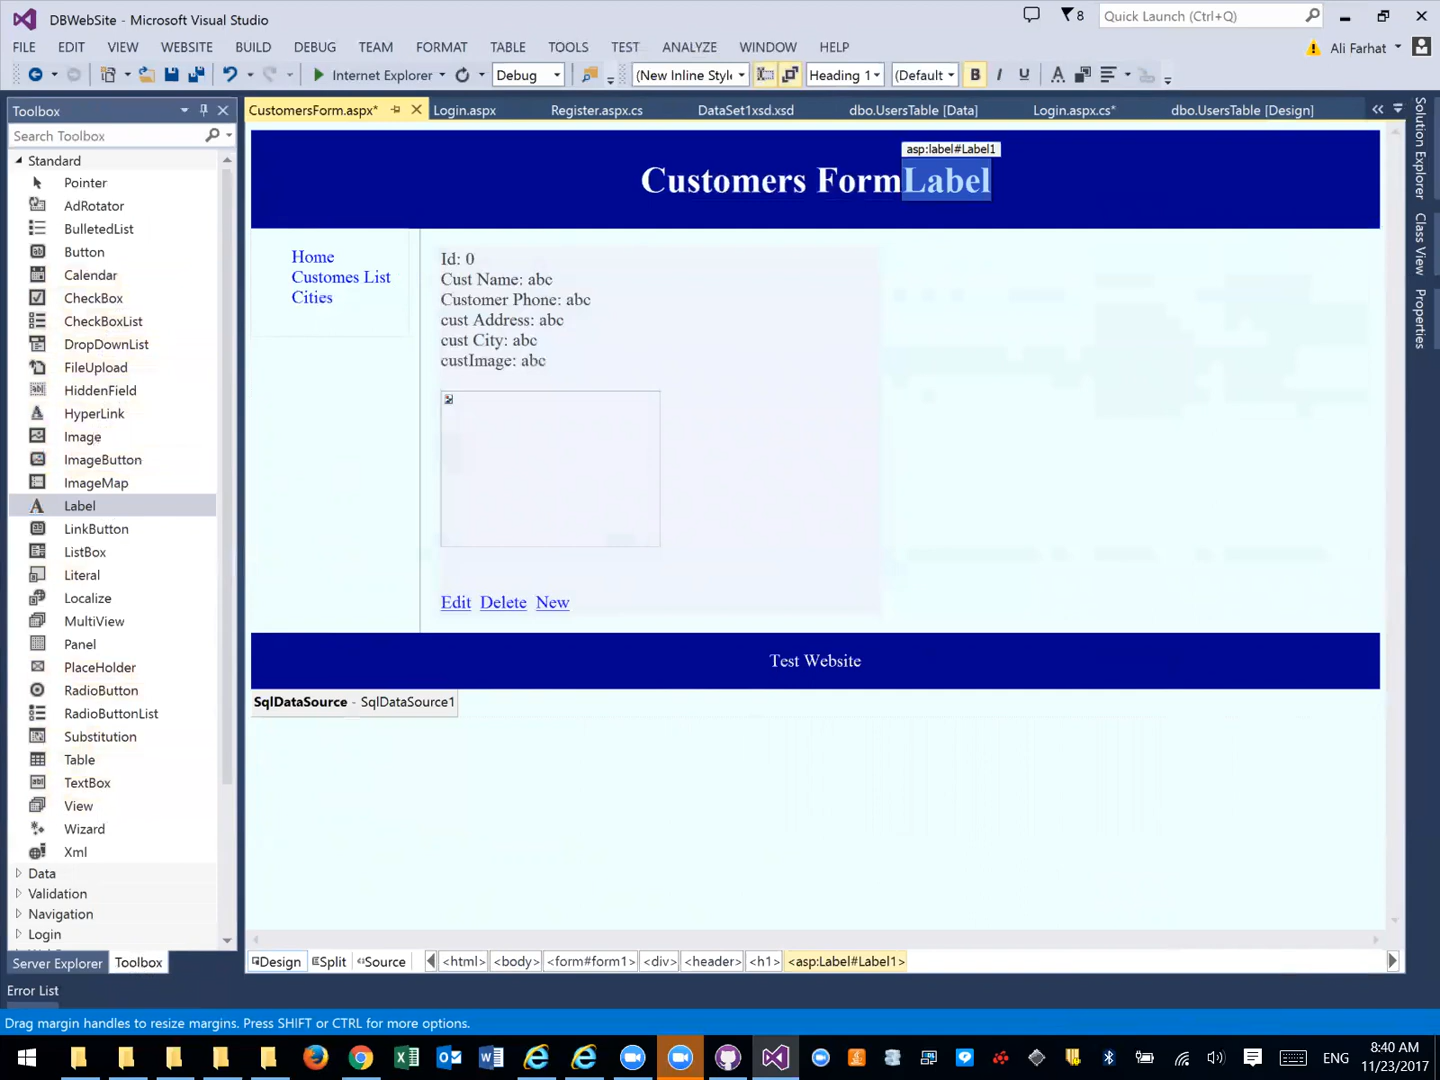 DBWebSite - Microsoft Visual Studio
8
Quick Launch (Ctrl+Q)
FILE EDIT VIEW WEBSITE BUILD DEBUG TEAM FORMAT TABLE TOOLS TEST ANALYZE WINDOW HELP
Ali Farhat
Internet Explorer
Debug
(New Inline Style
Heading 1
(Default
B I U A
Toolbox
CustomersForm.aspx*
Login.aspx
Register.aspx.cs
DataSet1xsd.xsd
dbo.UsersTable [Data]
Login.aspx.cs*
dbo.UsersTable [Design]
Search Toolbox
Standard
Pointer
AdRotator
BulletedList
Button
Calendar
CheckBox
CheckBoxList
DropDownList
FileUpload
HiddenField
HyperLink
Image
ImageButton
ImageMap
Label
LinkButton
ListBox
Literal
Localize
MultiView
Panel
PlaceHolder
RadioButton
RadioButtonList
Substitution
Table
TextBox
View
Wizard
Xml
Data
Validation
Navigation
Login
Server Explorer
Toolbox
asp:label#Label1
Customers FormLabel
Home
Customes List
Cities
Id: 0
Cust Name: abc
Customer Phone: abc
cust Address: abc
cust City: abc
custImage: abc
Edit Delete New
Test Website
SqlDataSource - SqlDataSource1
Solution Explorer
Class View
Properties
Design
Split
Source
<html> <body> <form#form1> <div> <header> <h1> <asp:Label#Label1>
Error List
Drag margin handles to resize margins. Press SHIFT or CTRL for more options.
ENG
8:40 AM
11/23/2017